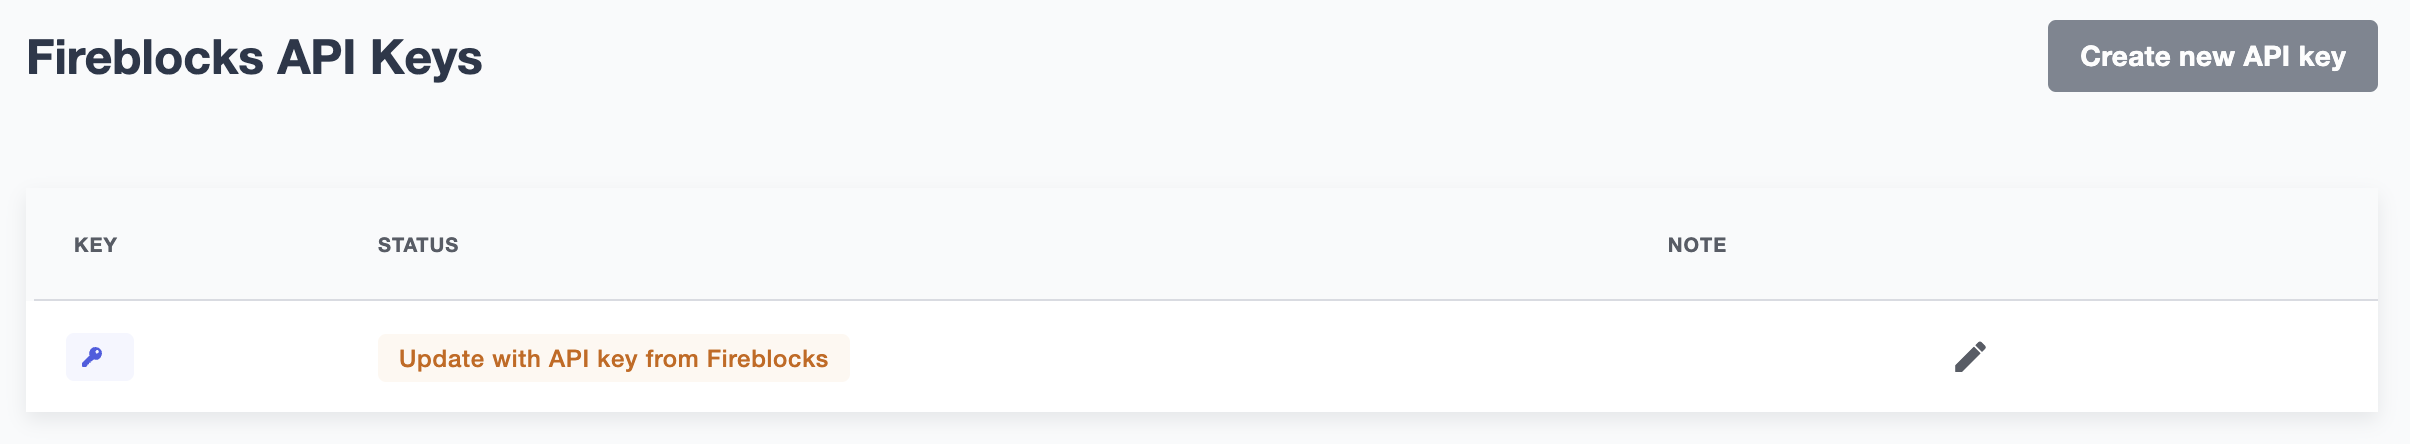 Fireblocks API Keys
Create new API key
KEY STATUS NOTE
Update with API key from Fireblocks